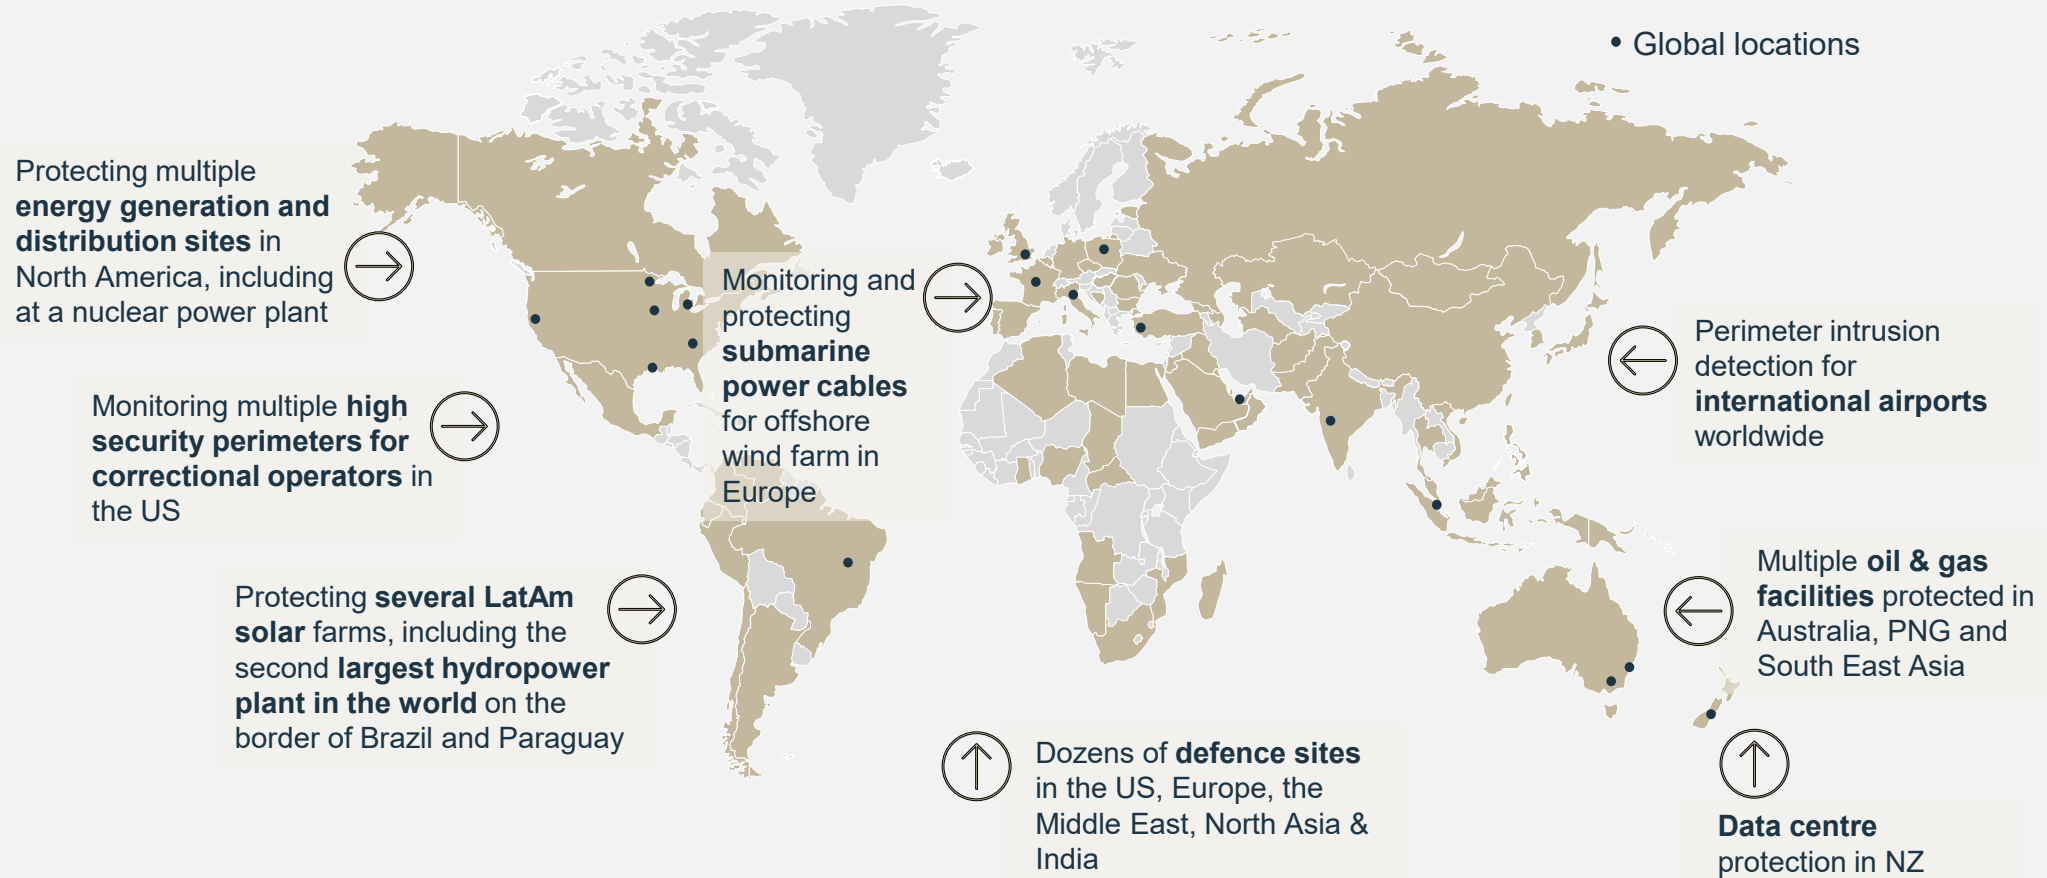 • Global locations
Protecting multiple
energy generation and
distribution sites in
North America, including
at a nuclear power plant
Monitoring and
protecting
submarine
power cables
for offshore
wind farm in
Europe
Perimeter intrusion
detection for
international airports
worldwide
Monitoring multiple high
security perimeters for
correctional operators in
the US
Protecting several LatAm
solar farms, including the
second largest hydropower
plant in the world on the
border of Brazil and Paraguay
Multiple oil & gas
facilities protected in
Australia, PNG and
South East Asia
Dozens of defence sites
in the US, Europe, the
Middle East, North Asia &
India
Data centre
protection in NZ